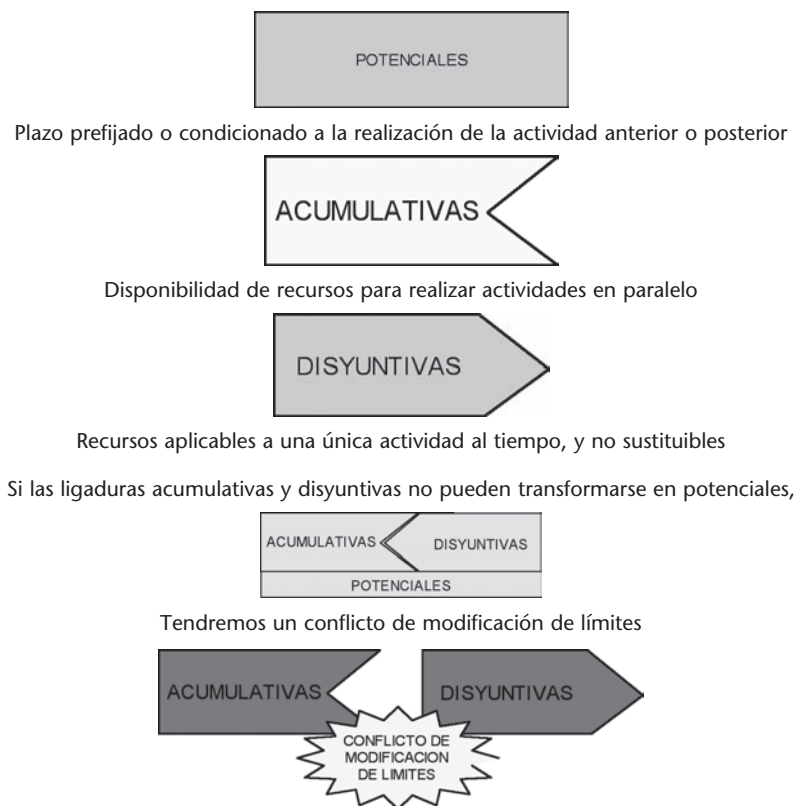 POTENCIALES
Plazo prefijado o condicionado a la realización de la actividad anterior o posterior
ACUMULATIVAS
Disponibilidad de recursos para realizar actividades en paralelo
DISYUNTIVAS
Recursos aplicables a una única actividad al tiempo, y no sustituibles
Si las ligaduras acumulativas y disyuntivas no pueden transformarse en potenciales,
ACUMULATIVAS DISYUNTIVAS
POTENCIALES
Tendremos un conflicto de modificación de límites
ACUMULATIVAS DISYUNTIVAS
CONFLICTO DE
MODIFICACION
DE LIMITES